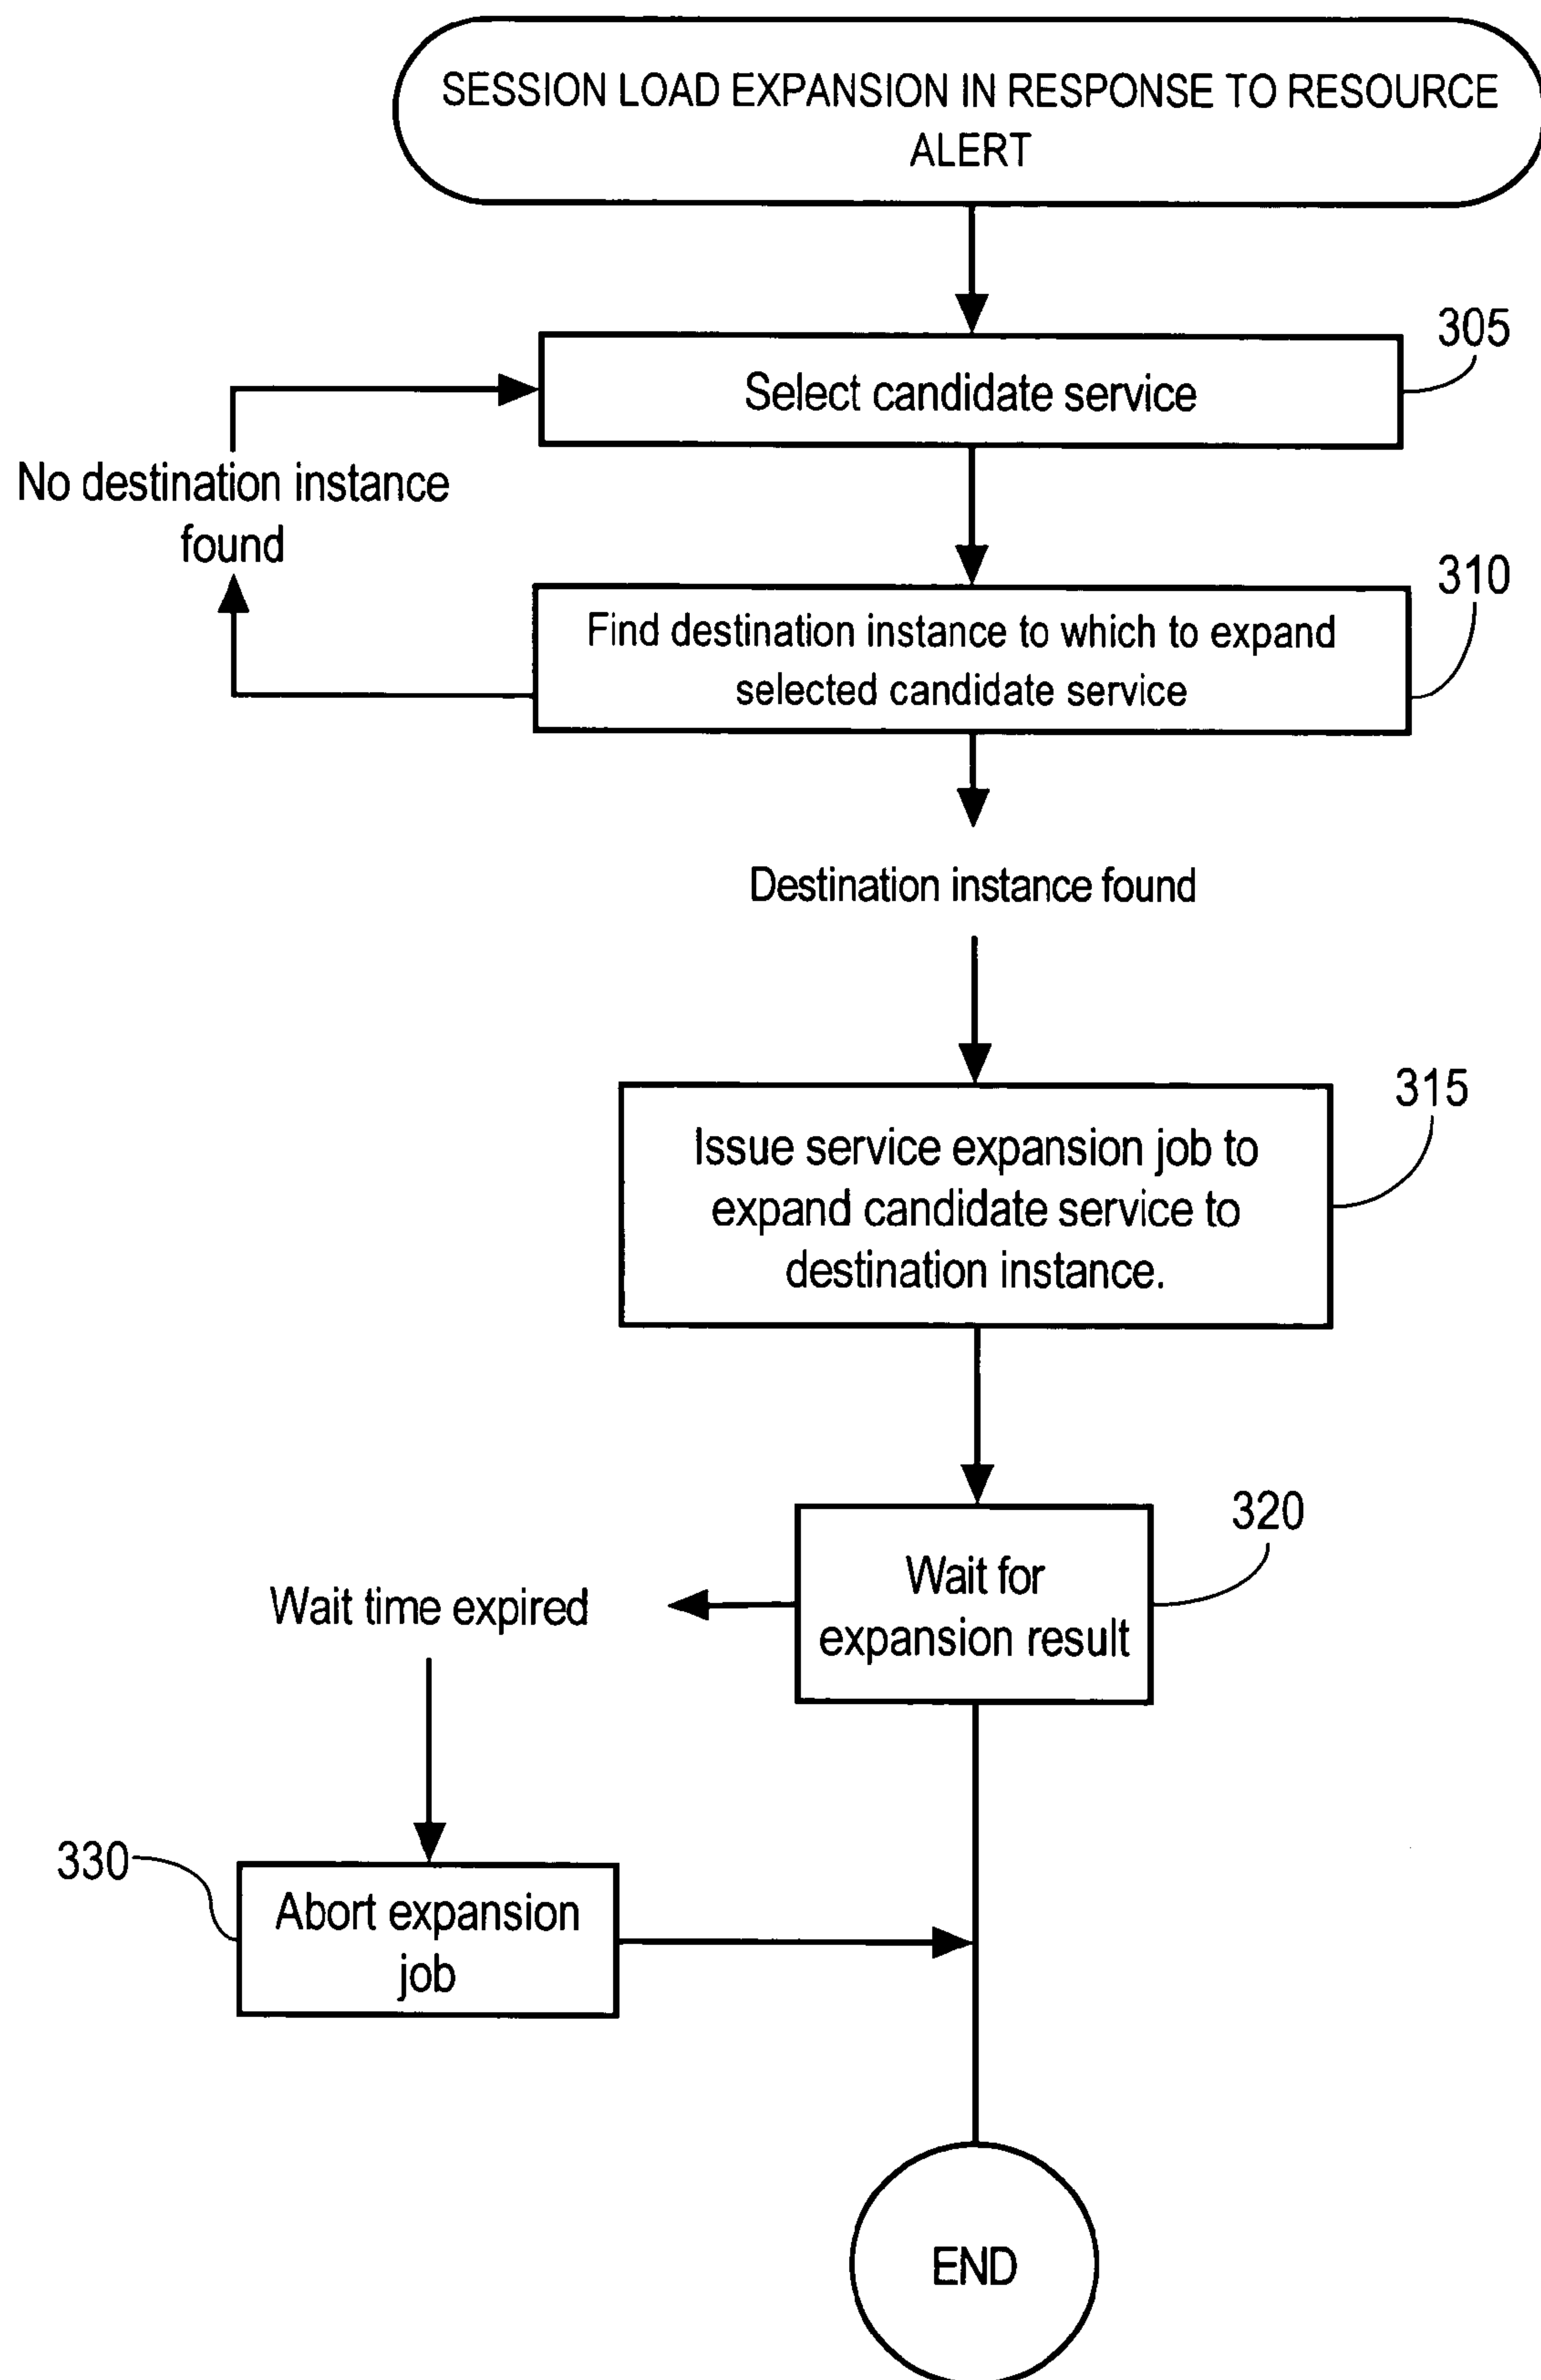 SESSION LOAD EXPANSION IN RESPONSE TO RESOURCE
ALERT
305
Select candidate service
No destination instance
found
310
Find destination instance to which to expand
selected candidate service
Destination instance found
315
Issue service expansion job to
expand candidate service to
destination instance.
320
Wait for
expansion result
Wait time expired
330
Abort expansion
job
END